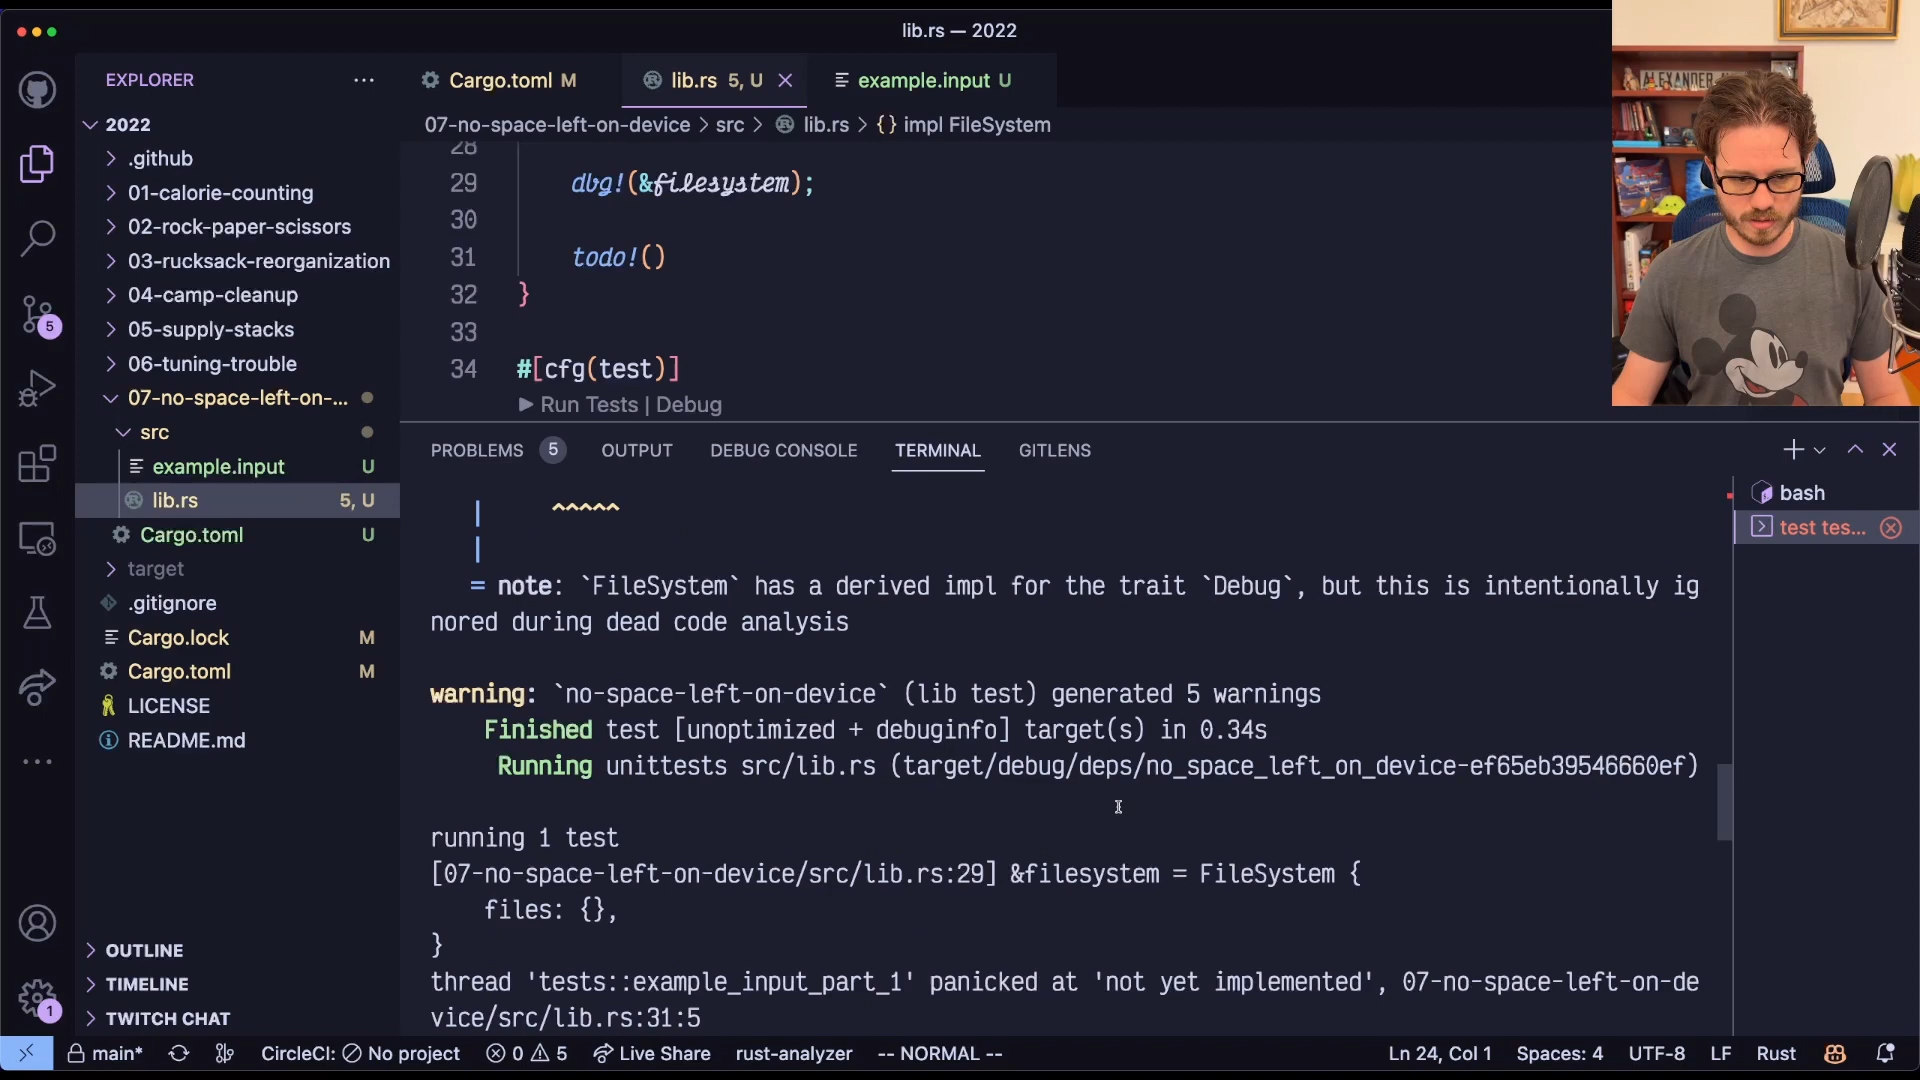 lib.rs — 2022
EXPLORER
2022
.github
01-calorie-counting
02-rock-paper-scissors
03-rucksack-reorganization
04-camp-cleanup
05-supply-stacks
06-tuning-trouble
07-no-space-left-on-...
src
example.input U
lib.rs 5, U
Cargo.toml U
target
.gitignore
Cargo.lock M
Cargo.toml M
LICENSE
README.md
OUTLINE
TIMELINE
TWITCH CHAT
5
1
Cargo.toml M
lib.rs 5, U
example.input U
07-no-space-left-on-device > src > lib.rs > {} impl FileSystem
28
29 dbg!(&filesystem);
30
31 todo!()
32 }
33
34 #[cfg(test)]
Run Tests | Debug
PROBLEMS 5 OUTPUT DEBUG CONSOLE TERMINAL GITLENS
| ^^^^^
|
= note: `FileSystem` has a derived impl for the trait `Debug`, but this is intentionally ig
nored during dead code analysis
warning: `no-space-left-on-device` (lib test) generated 5 warnings
Finished test [unoptimized + debuginfo] target(s) in 0.34s
Running unittests src/lib.rs (target/debug/deps/no_space_left_on_device-ef65eb39546660ef)
running 1 test
[07-no-space-left-on-device/src/lib.rs:29] &filesystem = FileSystem {
files: {},
}
thread 'tests::example_input_part_1' panicked at 'not yet implemented', 07-no-space-left-on-de
vice/src/lib.rs:31:5
bash
test tes...
main* CircleCI: No project 0 5 Live Share rust-analyzer -- NORMAL -- Ln 24, Col 1 Spaces: 4 UTF-8 LF Rust